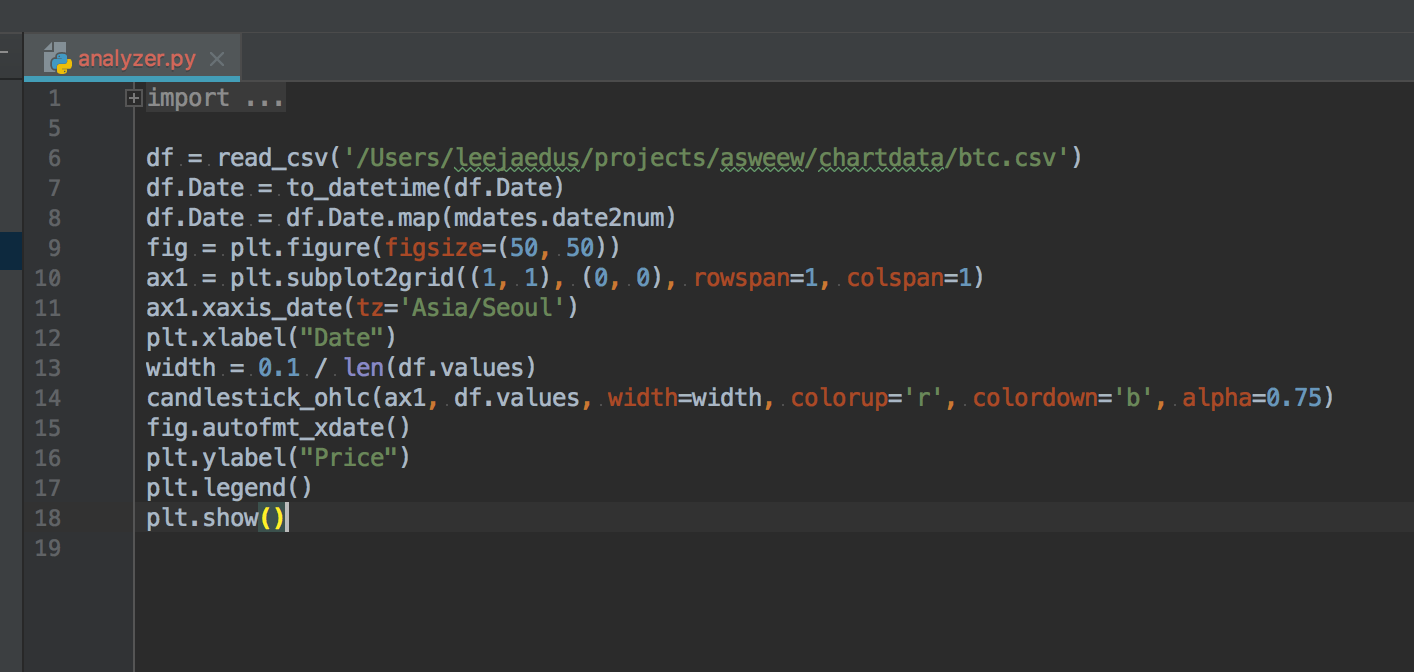 analyzer.py
1 import ...
5
6 df = read_csv('/Users/leejaedus/projects/asweew/chartdata/btc.csv')
7 df.Date = to_datetime(df.Date)
8 df.Date = df.Date.map(mdates.date2num)
9 fig = plt.figure(figsize=(50, 50))
10 ax1 = plt.subplot2grid((1, 1), (0, 0), rowspan=1, colspan=1)
11 ax1.xaxis_date(tz='Asia/Seoul')
12 plt.xlabel("Date")
13 width = 0.1 / len(df.values)
14 candlestick_ohlc(ax1, df.values, width=width, colorup='r', colordown='b', alpha=0.75)
15 fig.autofmt_xdate()
16 plt.ylabel("Price")
17 plt.legend()
18 plt.show()
19